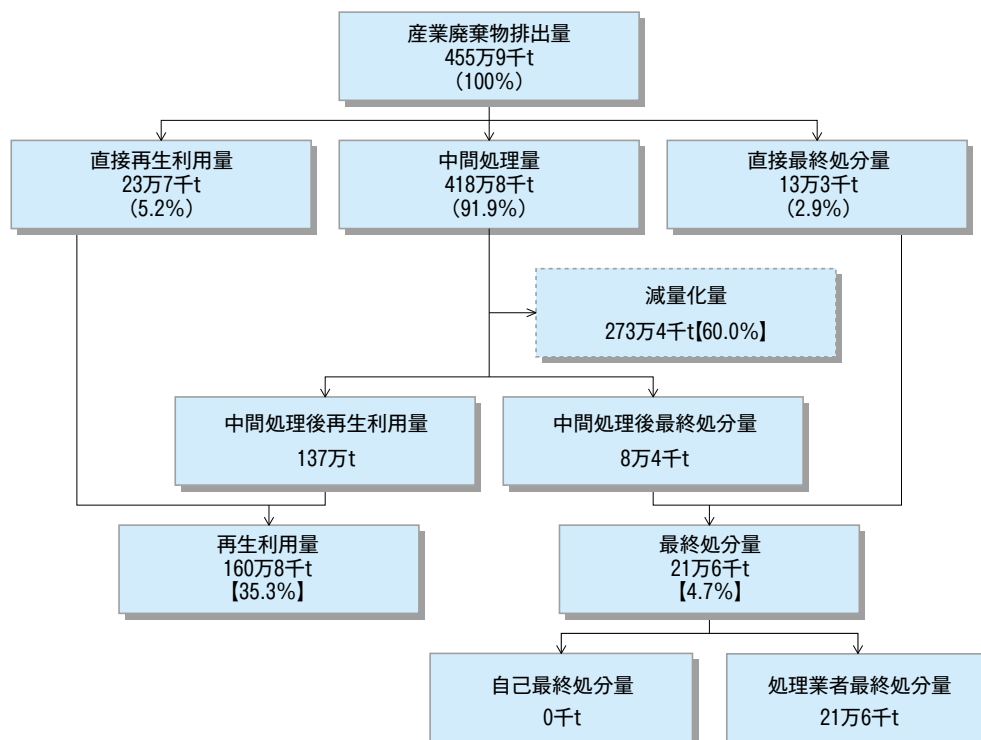 産業廃棄物排出量
455万9千t
(100%)
直接再生利用量
23万7千t
(5.2%)
中間処理量
418万8千t
(91.9%)
直接最終処分量
13万3千t
(2.9%)
減量化量
273万4千t【60.0%】
中間処理後再生利用量
137万t
中間処理後最終処分量
8万4千t
再生利用量
160万8千t
【35.3%】
最終処分量
21万6千t
【4.7%】
自己最終処分量
0千t
処理業者最終処分量
21万6千t